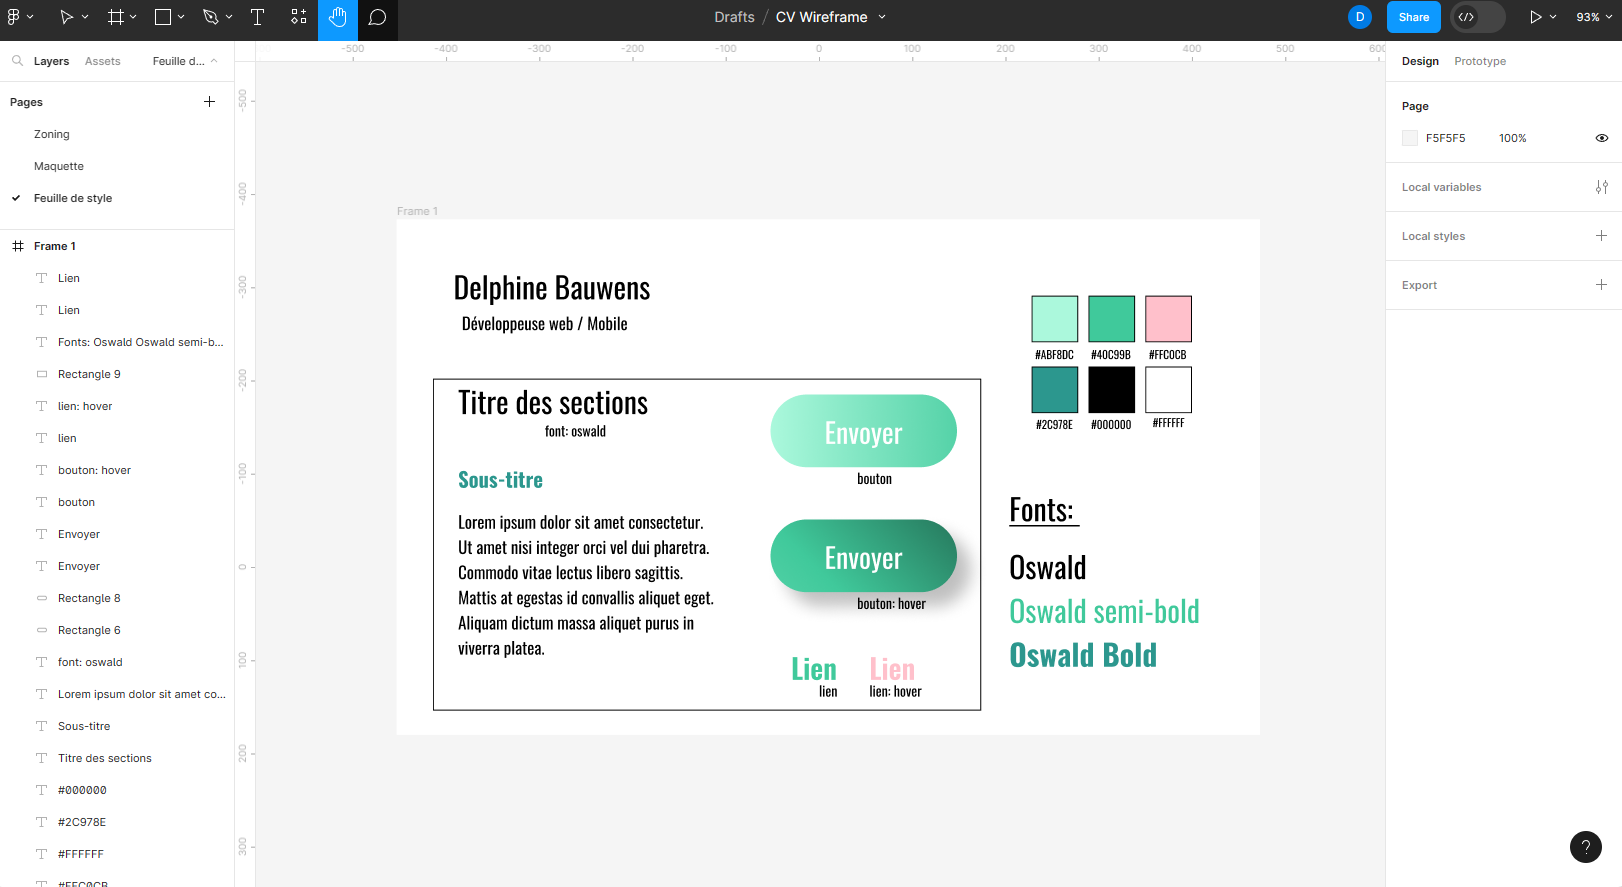 Drafts / CV Wireframe
D
Share
93%
Layers
Assets
Feuille d...
Pages
Zoning
Maquette
Feuille de style
Frame 1
Lien
Lien
Fonts: Oswald Oswald semi-b...
Rectangle 9
lien: hover
lien
bouton: hover
bouton
Envoyer
Envoyer
Rectangle 8
Rectangle 6
font: oswald
Lorem ipsum dolor sit amet co...
Sous-titre
Titre des sections
#000000
#2C978E
#FFFFFF
#FFC0CB
-500 -400 -300 -200 -100 0 100 200 300 400 500 600
-500
-400
-300
-200
-100
0
100
200
300
Frame 1
Delphine Bauwens
Développeuse web / Mobile
Titre des sections
font: oswald
Sous-titre
Lorem ipsum dolor sit amet consectetur.
Ut amet nisi integer orci vel dui pharetra.
Commodo vitae lectus libero sagittis.
Mattis at egestas id convallis aliquet eget.
Aliquam dictum massa aliquet purus in
viverra platea.
Envoyer
bouton
Envoyer
bouton: hover
Lien
lien
Lien
lien: hover
#ABF8DC #40C99B #FFC0CB
#2C978E #000000 #FFFFFF
Fonts:
Oswald
Oswald semi-bold
Oswald Bold
Design
Prototype
Page
F5F5F5 100%
Local variables
Local styles
Export
?